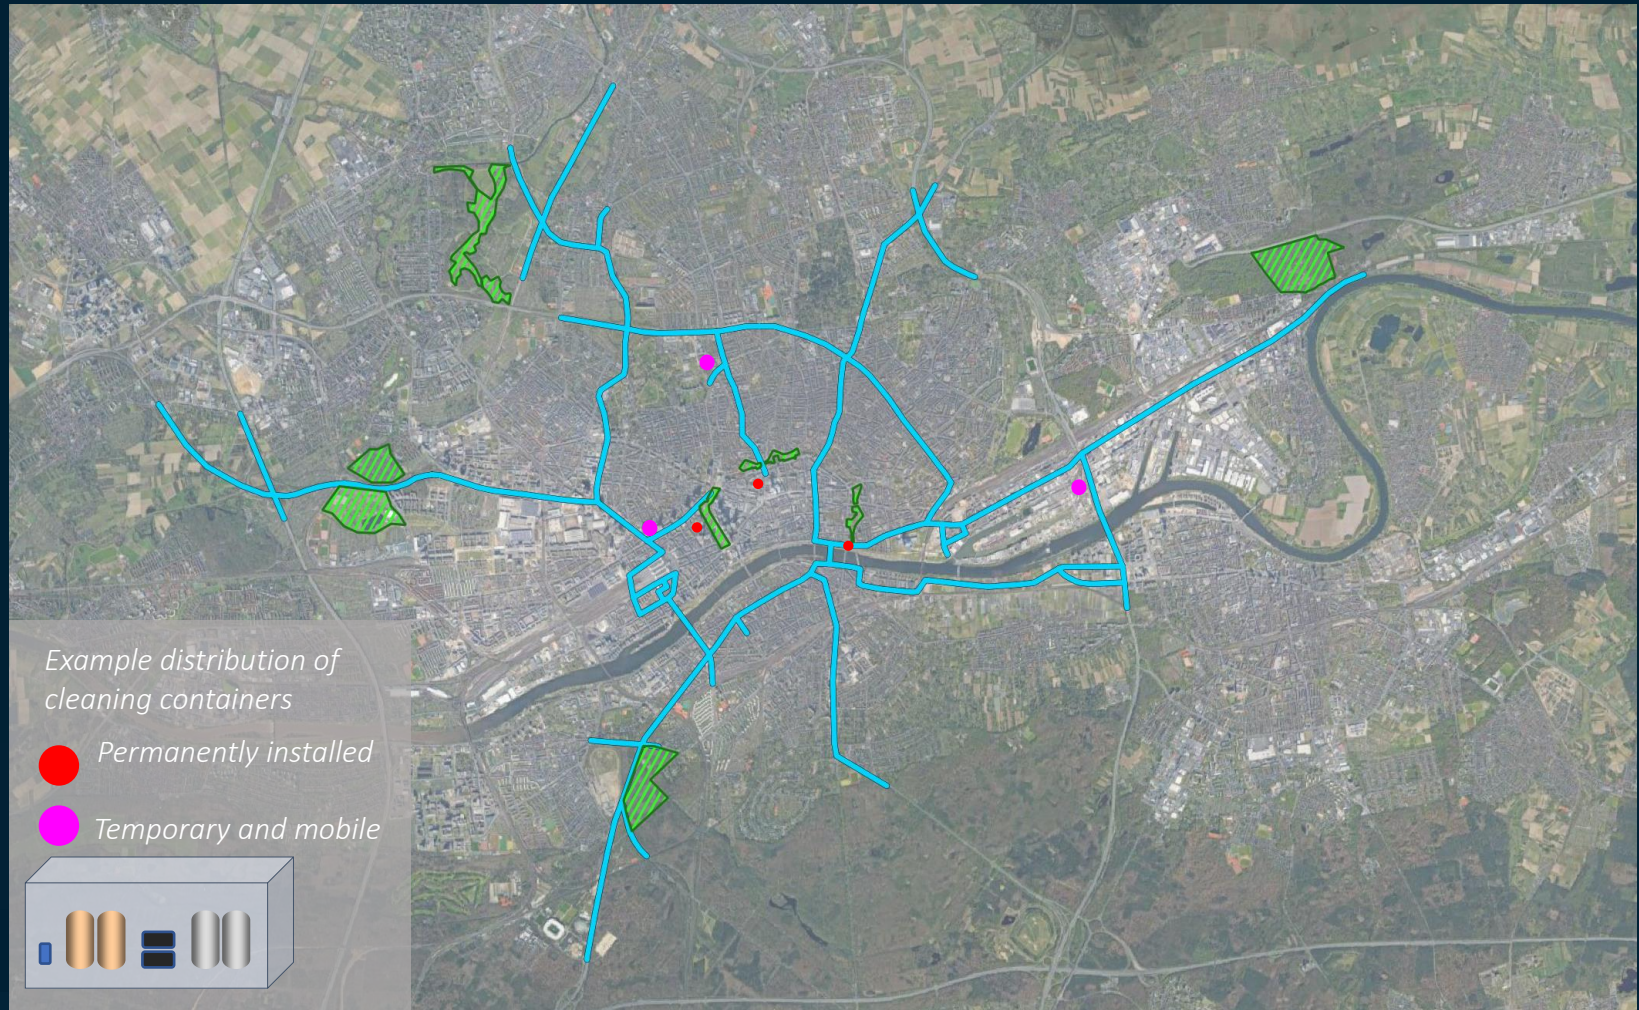 Example distribution of
cleaning containers
Permanently installed
Temporary and mobile